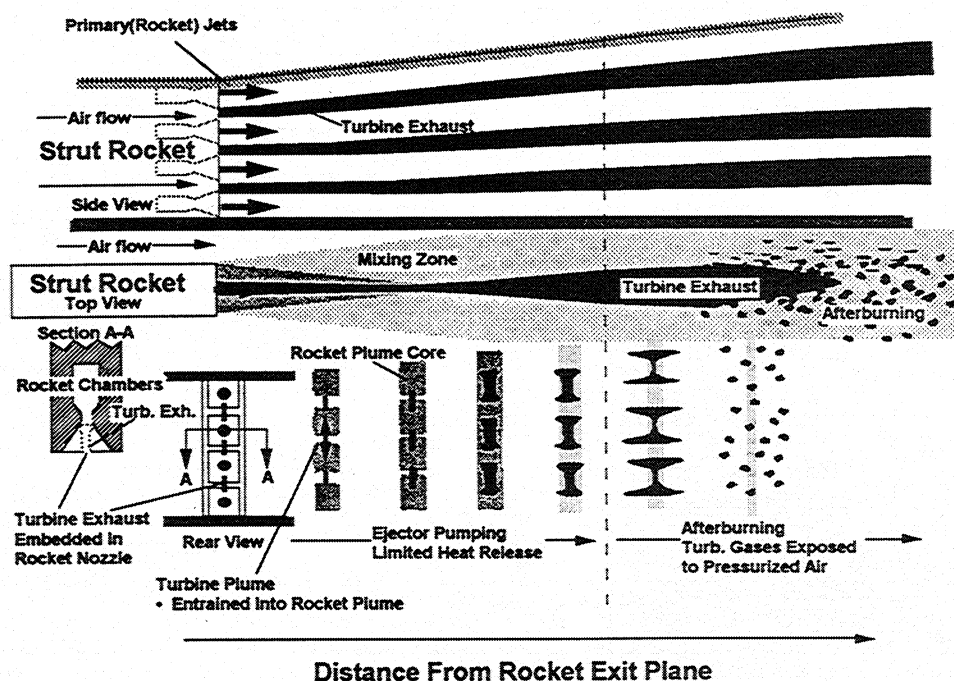 Primary(Rocket) Jets
Air flow
Turbine Exhaust
Strut Rocket
Side View
Air flow
Mixing Zone
Strut Rocket
Top View
Turbine Exhaust
Afterburning
Section A-A
Rocket Plume Core
Rocket Chambers
Turb. Exh.
A
A
Turbine Exhaust
Embedded in
Rocket Nozzle
Rear View
Ejector Pumping
Limited Heat Release
Afterburning
Turb. Gases Exposed
to Pressurized Air
Turbine Plume
• Entrained Into Rocket Plume
Distance From Rocket Exit Plane